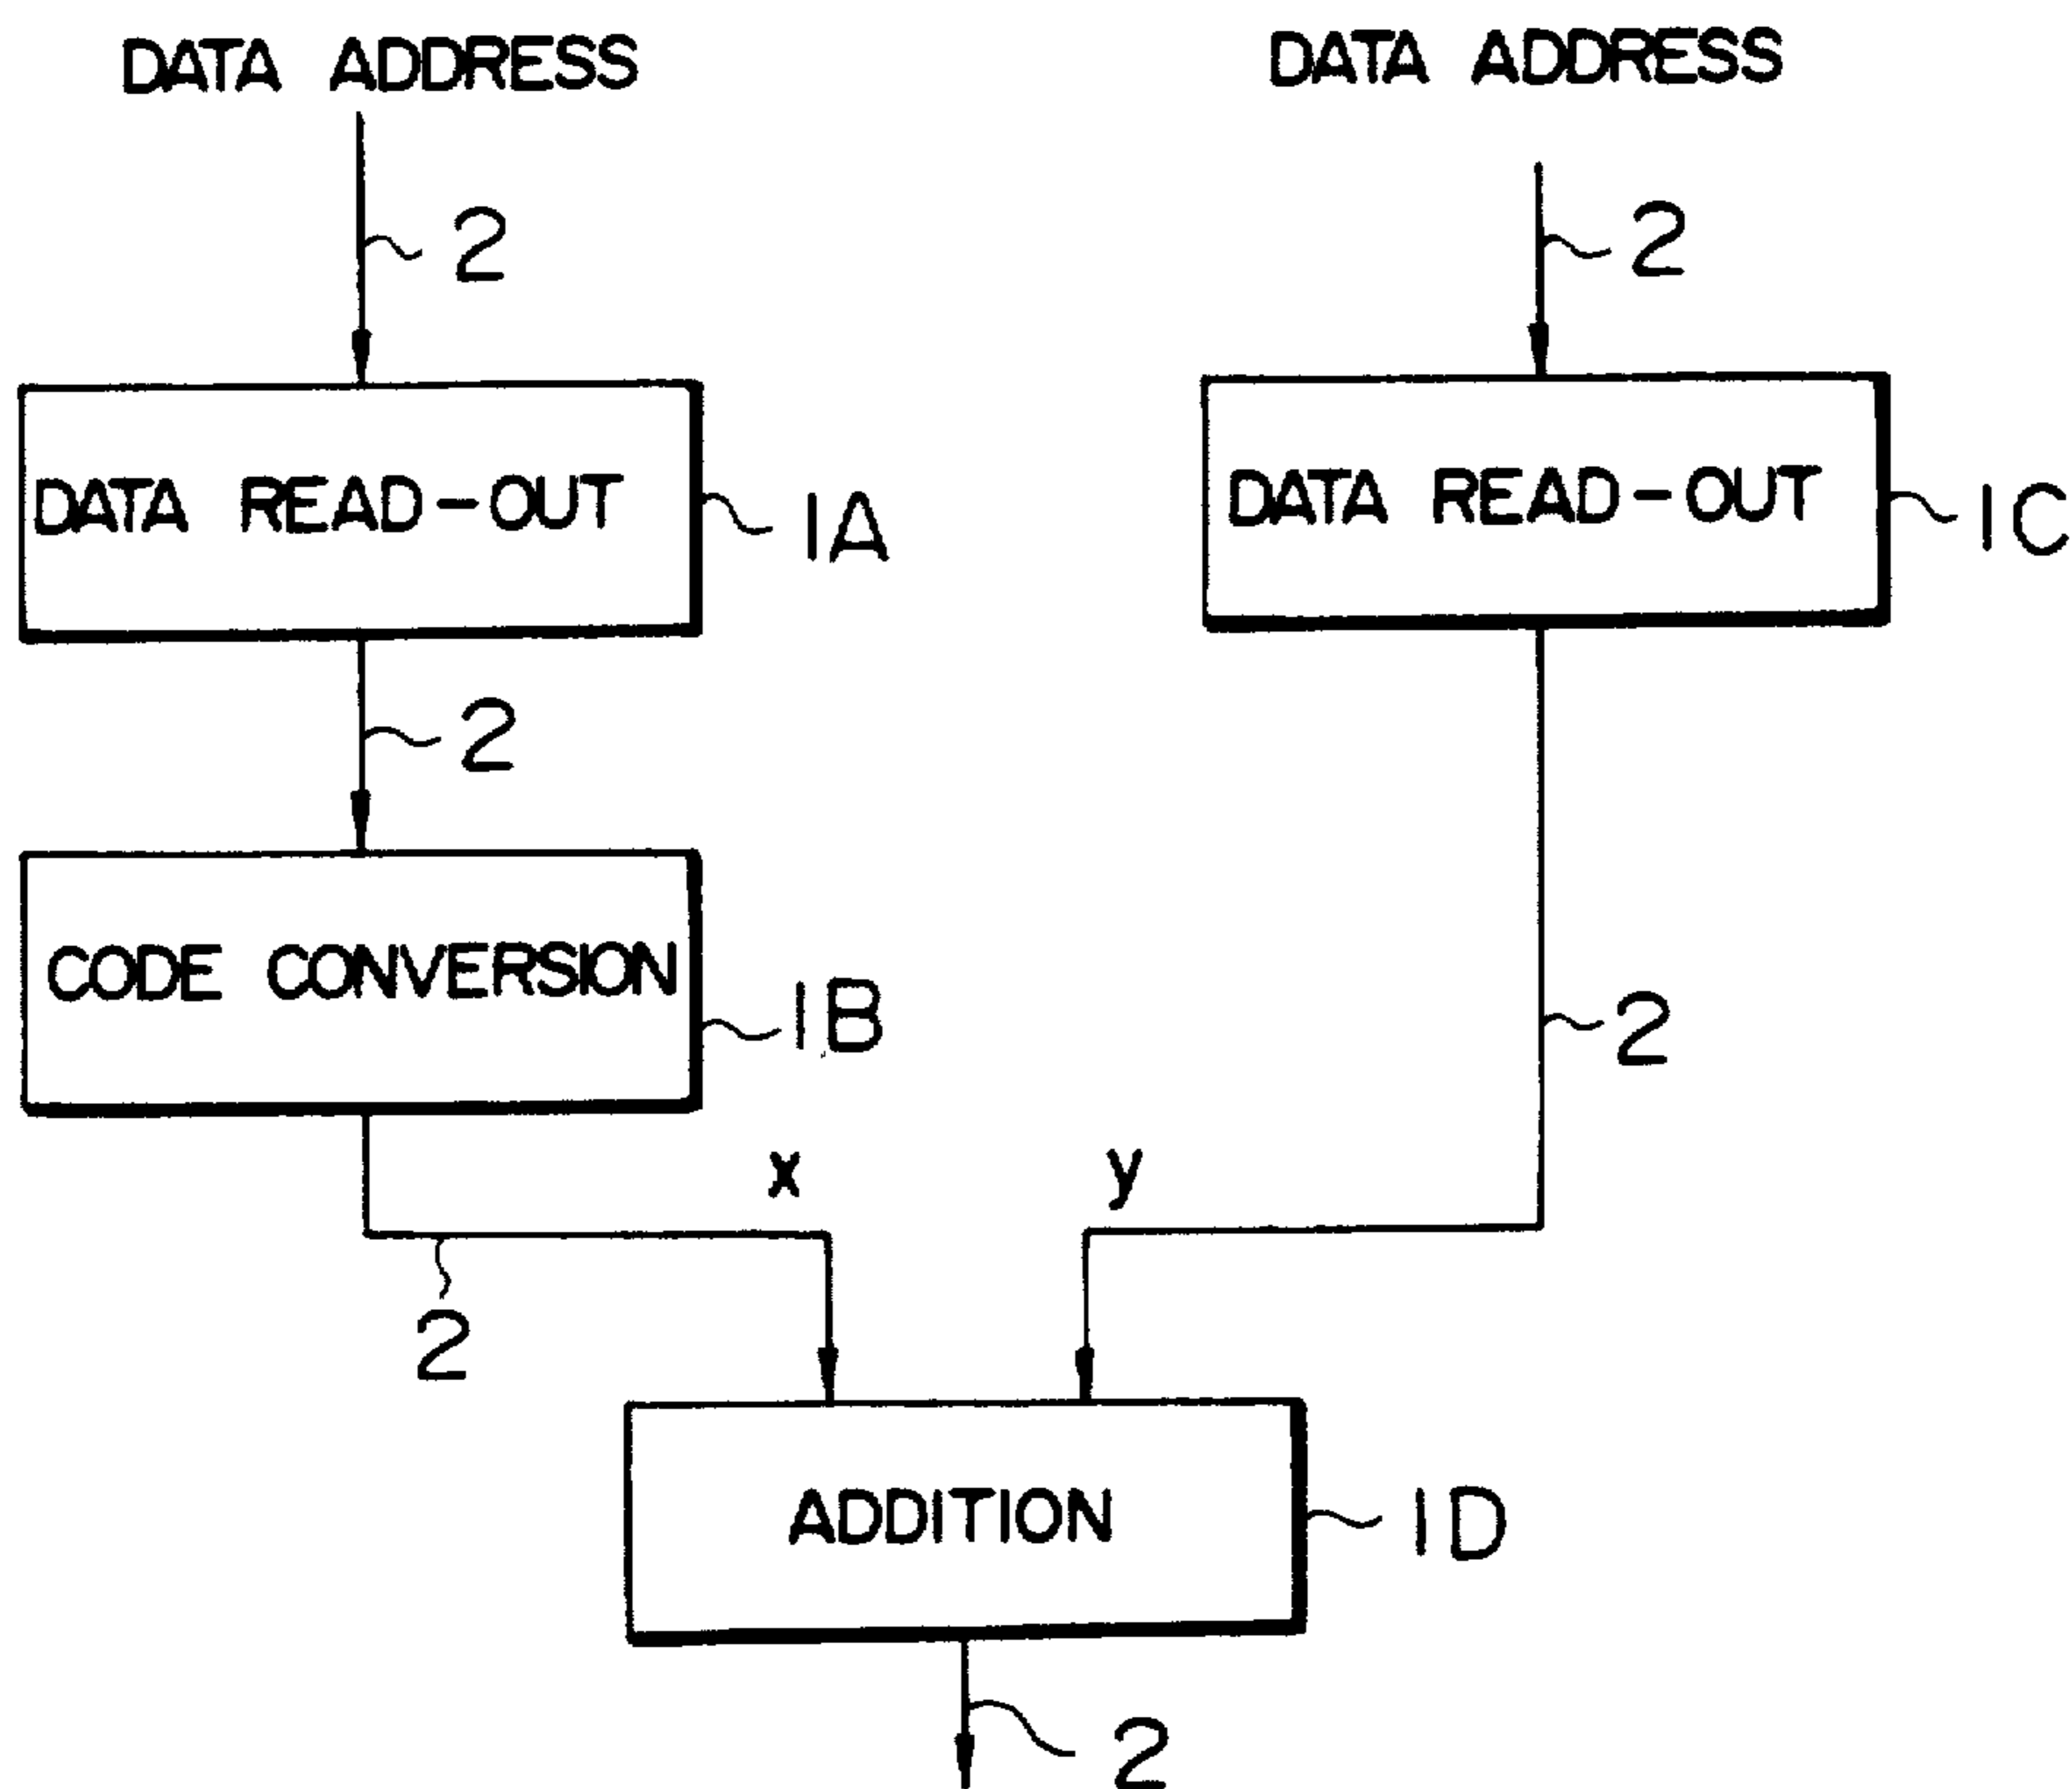 DATA ADDRESS
DATA ADDRESS
2
2
DATA READ-OUT
1A
DATA READ-OUT
1C
2
CODE CONVERSION
1B
2
x
y
2
ADDITION
1D
2